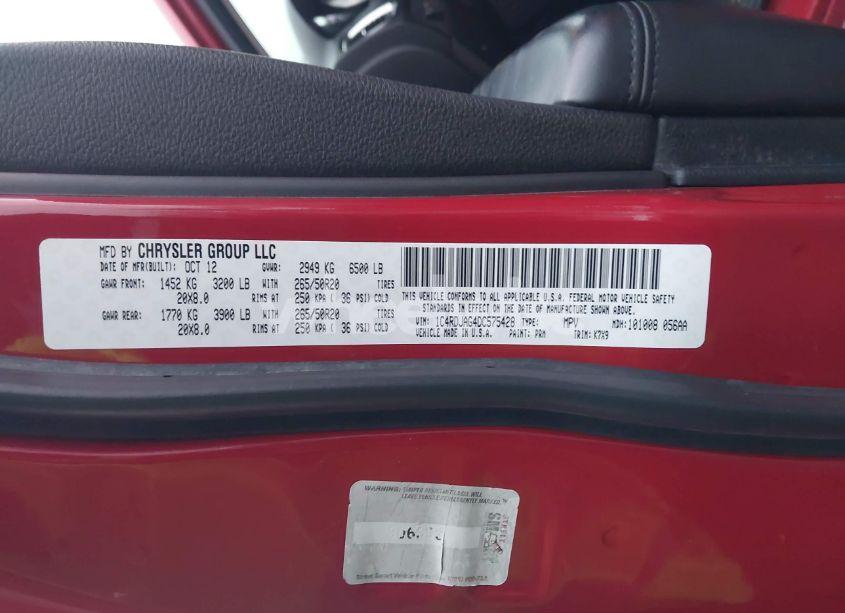 MFD BY CHRYSLER GROUP LLC
DATE OF MFR(BUILT): OCT 12 GVWR: 2949 KG 6500 LB
GAWR FRONT: 1452 KG 3200 LB WITH 265/50R20 TIRES
20X8.0 RIMS AT 250 KPA ( 36 PSI) COLD
GAWR REAR: 1770 KG 3900 LB WITH 265/50R20 TIRES
20X8.0 RIMS AT 250 KPA ( 36 PSI) COLD
THIS VEHICLE CONFORMS TO ALL APPLICABLE U.S.A. FEDERAL MOTOR VEHICLE SAFETY
STANDARDS IN EFFECT ON THE DATE OF MANUFACTURE SHOWN ABOVE.
VIN: 1C4RDJAG4DC575428 TYPE: MPV MDH: 101008 056AA
VEHICLE MADE IN U.S.A. PAINT: PRM TRIM: K7X9
WARNING:
LEAVE VEHICLE PERMANENTLY MARKED